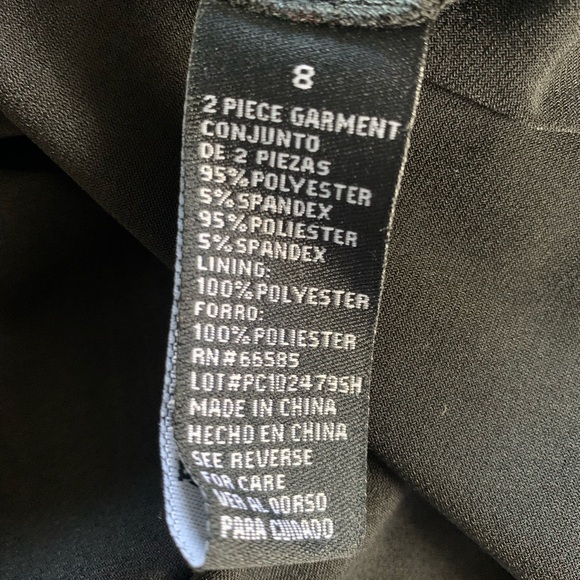 8
2 PIECE GARMENT
CONJUNTO
DE 2 PIEZAS
95%POLYESTER
5%SPANDEX
95%POLIESTER
5%SPANDEX
LINING:
100%POLYESTER
FORRO:
100%POLIESTER
RN#66585
LOT#PC102479SH
MADE IN CHINA
HECHO EN CHINA
SEE REVERSE
FOR CARE
VER AL DORSO
PARA CUIDADO